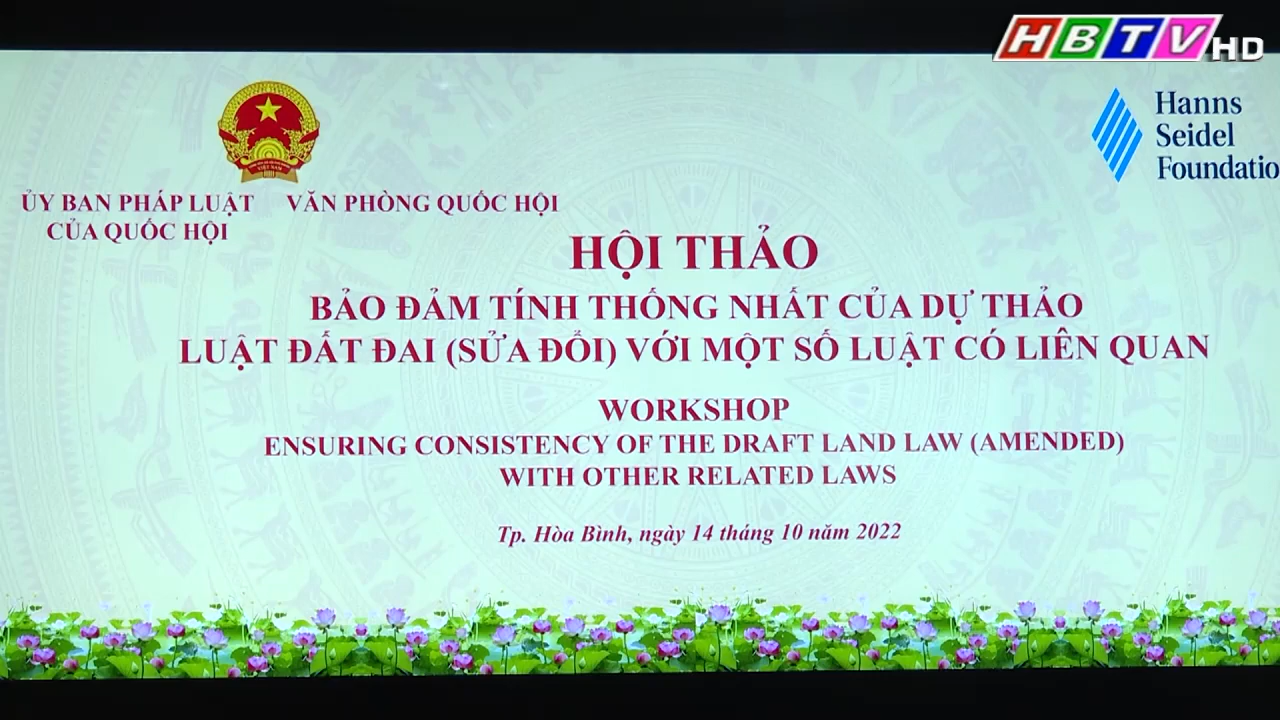 HBTV HD
Hanns
Seidel
Foundatio
ỦY BAN PHÁP LUẬT
CỦA QUỐC HỘI
VĂN PHÒNG QUỐC HỘI
HỘI THẢO
BẢO ĐẢM TÍNH THỐNG NHẤT CỦA DỰ THẢO
LUẬT ĐẤT ĐAI (SỬA ĐỔI) VỚI MỘT SỐ LUẬT CÓ LIÊN QUAN
WORKSHOP
ENSURING CONSISTENCY OF THE DRAFT LAND LAW (AMENDED)
WITH OTHER RELATED LAWS
Tp. Hòa Bình, ngày 14 tháng 10 năm 2022